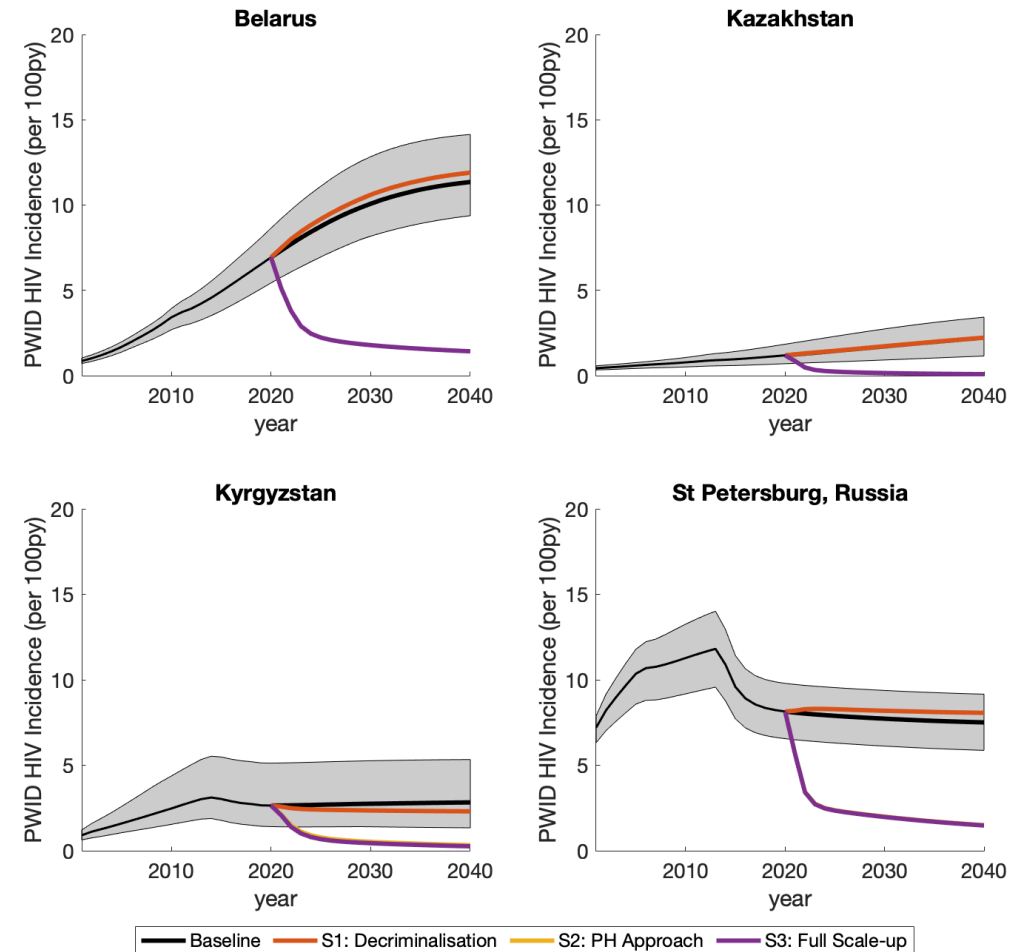 Belarus
20
15
10
5
0
PWID HIV Incidence (per 100py)
2010 2020 2030 2040
year
Kazakhstan
20
15
10
5
0
PWID HIV Incidence (per 100py)
2010 2020 2030 2040
year
Kyrgyzstan
20
15
10
5
0
PWID HIV Incidence (per 100py)
2010 2020 2030 2040
year
St Petersburg, Russia
20
15
10
5
0
PWID HIV Incidence (per 100py)
2010 2020 2030 2040
year
Baseline S1: Decriminalisation S2: PH Approach S3: Full Scale-up